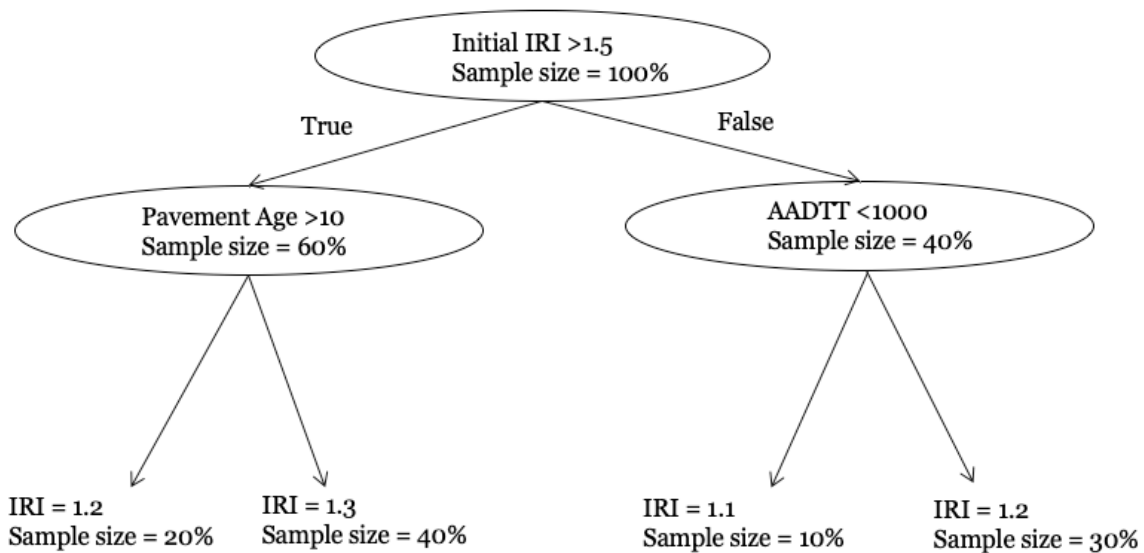 Initial IRI >1.5
Sample size = 100%
True
False
Pavement Age >10
Sample size = 60%
AADTT <1000
Sample size = 40%
IRI = 1.2
Sample size = 20%
IRI = 1.3
Sample size = 40%
IRI = 1.1
Sample size = 10%
IRI = 1.2
Sample size = 30%